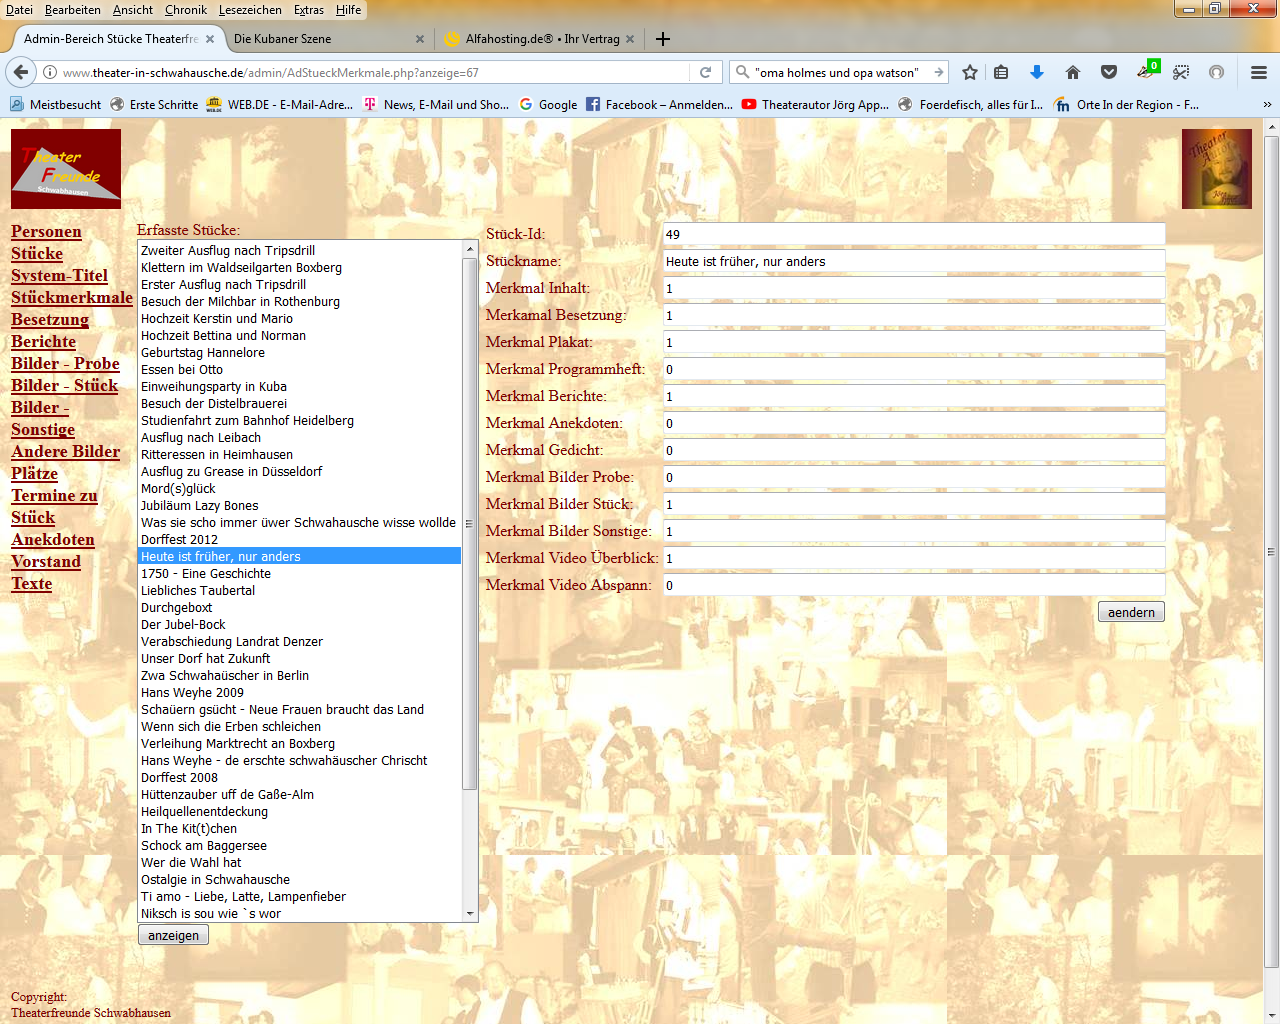 Datei Bearbeiten Ansicht Chronik Lesezeichen Extras Hilfe
Admin-Bereich Stücke Theaterfre
Die Kubaner Szene
Alfahosting.de® • Ihr Vertrag
www.theater-in-schwahausche.de/admin/AdStueckMerkmale.php?anzeige=67
"oma holmes und opa watson"
0
Meistbesucht Erste Schritte WEB.DE - E-Mail-Adre... News, E-Mail und Sho... Google Facebook – Anmelden... Theaterautor Jörg App... Foerdefisch, alles für I... Orte In der Region - F...
Theater
Freunde
Schwabhausen
Theater
Personen
Stücke
System-Titel
Stückmerkmale
Besetzung
Berichte
Bilder - Probe
Bilder - Stück
Bilder -
Sonstige
Andere Bilder
Plätze
Termine zu
Stück
Anekdoten
Vorstand
Texte
Erfasste Stücke:
Zweiter Ausflug nach Tripsdrill
Klettern im Waldseilgarten Boxberg
Erster Ausflug nach Tripsdrill
Besuch der Milchbar in Rothenburg
Hochzeit Kerstin und Mario
Hochzeit Bettina und Norman
Geburtstag Hannelore
Essen bei Otto
Einweihungsparty in Kuba
Besuch der Distelbrauerei
Studienfahrt zum Bahnhof Heidelberg
Ausflug nach Leibach
Ritteressen in Heimhausen
Ausflug zu Grease in Düsseldorf
Mord(s)glück
Jubiläum Lazy Bones
Was sie scho immer üwer Schwahausche wisse wollde
Dorffest 2012
Heute ist früher, nur anders
1750 - Eine Geschichte
Liebliches Taubertal
Durchgeboxt
Der Jubel-Bock
Verabschiedung Landrat Denzer
Unser Dorf hat Zukunft
Zwa Schwahaüscher in Berlin
Hans Weyhe 2009
Schaüern gsücht - Neue Frauen braucht das Land
Wenn sich die Erben schleichen
Verleihung Marktrecht an Boxberg
Hans Weyhe - de erschte schwahäuscher Chrischt
Dorffest 2008
Hüttenzauber uff de Gaße-Alm
Heilquellenentdeckung
In The Kit(t)chen
Schock am Baggersee
Wer die Wahl hat
Ostalgie in Schwahausche
Ti amo - Liebe, Latte, Lampenfieber
Niksch is sou wie `s wor
anzeigen
Stück-Id: 49
Stückname: Heute ist früher, nur anders
Merkmal Inhalt: 1
Merkamal Besetzung: 1
Merkmal Plakat: 1
Merkmal Programmheft: 0
Merkmal Berichte: 1
Merkmal Anekdoten: 0
Merkmal Gedicht: 0
Merkmal Bilder Probe: 0
Merkmal Bilder Stück: 1
Merkmal Bilder Sonstige: 1
Merkmal Video Überblick: 1
Merkmal Video Abspann: 0
aendern
Copyright:
Theaterfreunde Schwabhausen